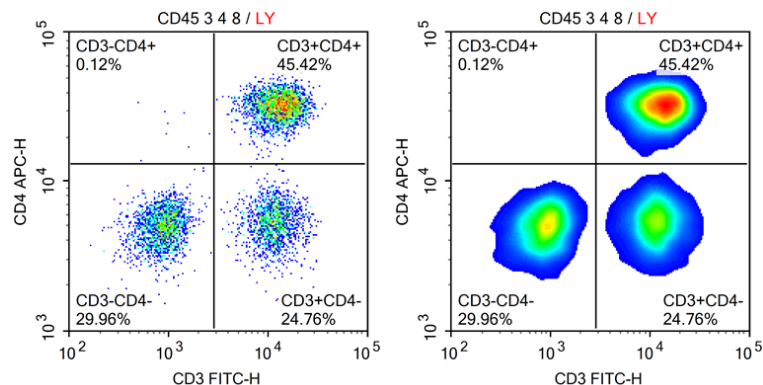 CD45 3 4 8 / LY
CD3-CD4+
0.12%
CD3+CD4+
45.42%
CD3-CD4-
29.96%
CD3+CD4-
24.76%
10^5
10^4
10^3
CD4 APC-H
10^2
10^3
10^4
10^5
CD3 FITC-H
CD45 3 4 8 / LY
CD3-CD4+
0.12%
CD3+CD4+
45.42%
CD3-CD4-
29.96%
CD3+CD4-
24.76%
10^5
10^4
10^3
CD4 APC-H
10^2
10^3
10^4
10^5
CD3 FITC-H